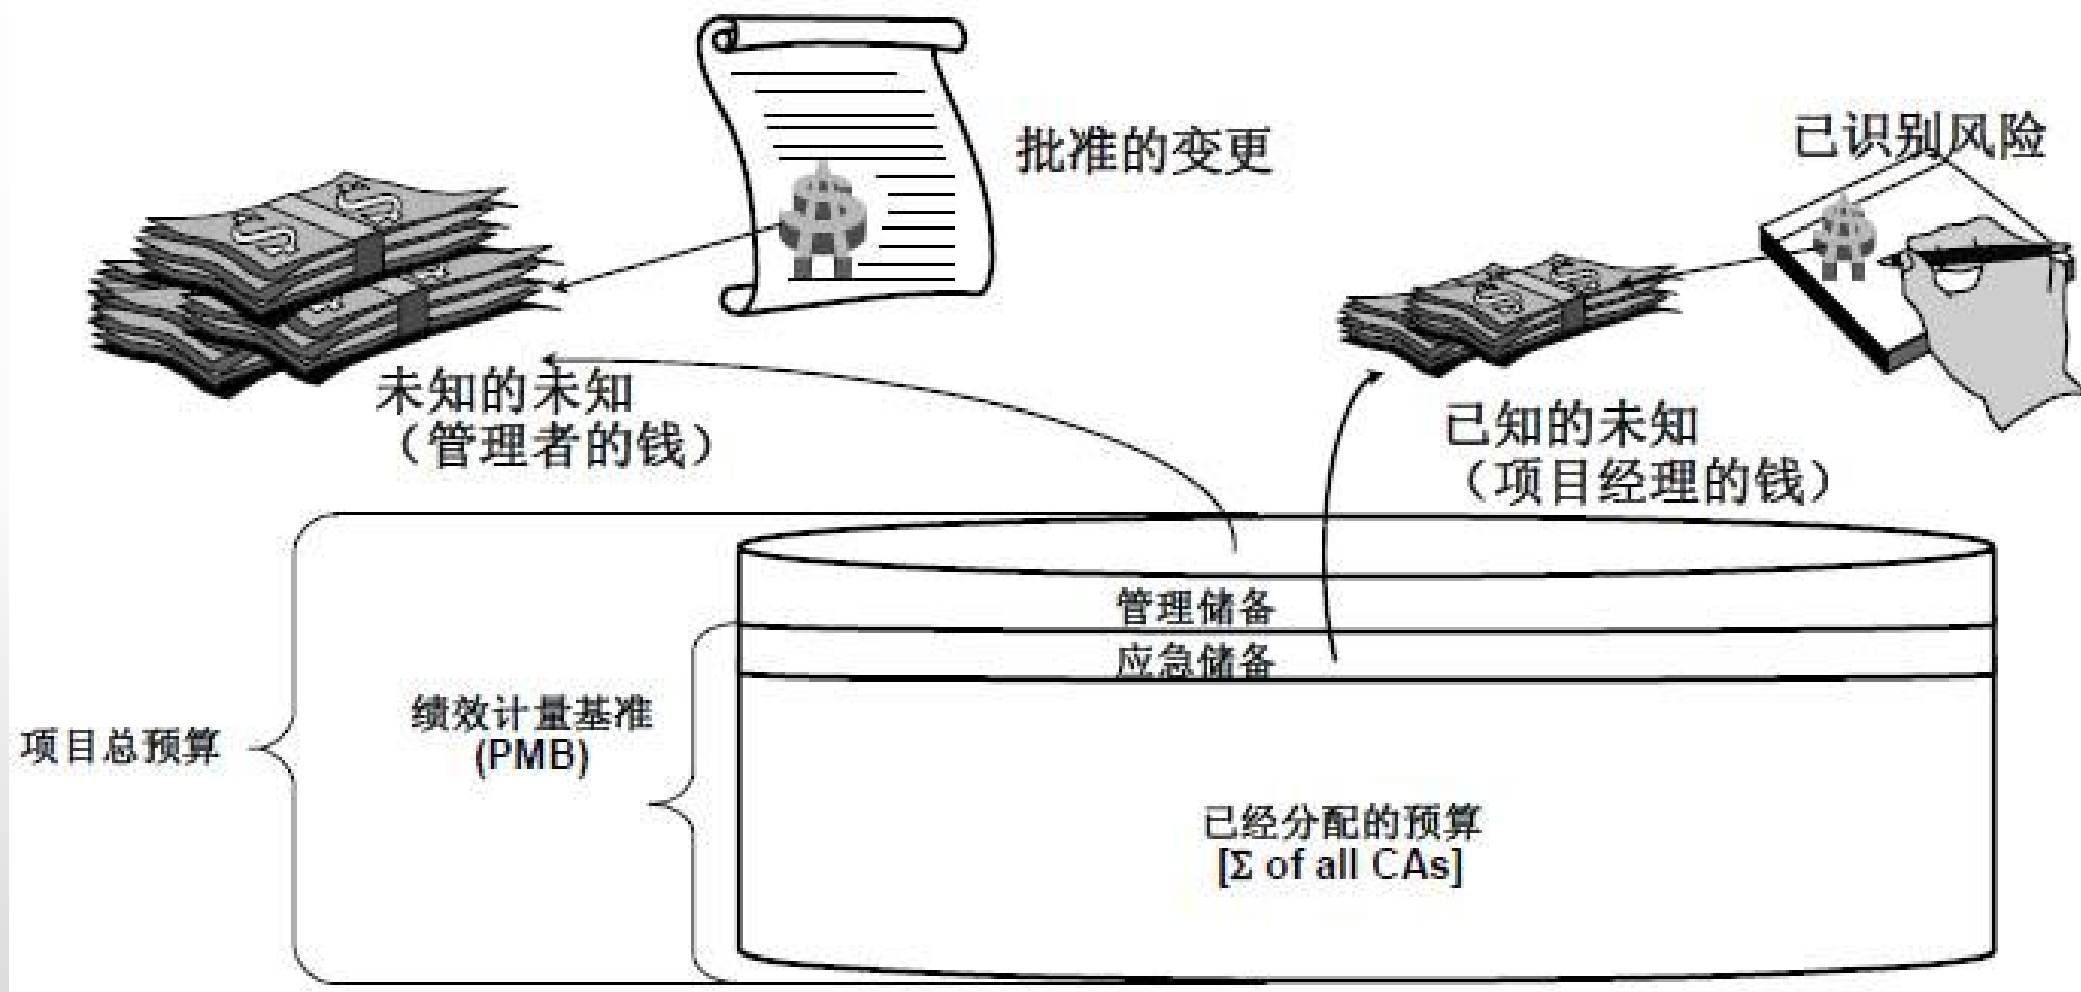 批准的变更
已识别风险
未知的未知
（管理者的钱）
已知的未知
（项目经理的钱）
管理储备
应急储备
绩效计量基准
(PMB)
项目总预算
已经分配的预算
[Σ of all CAs]